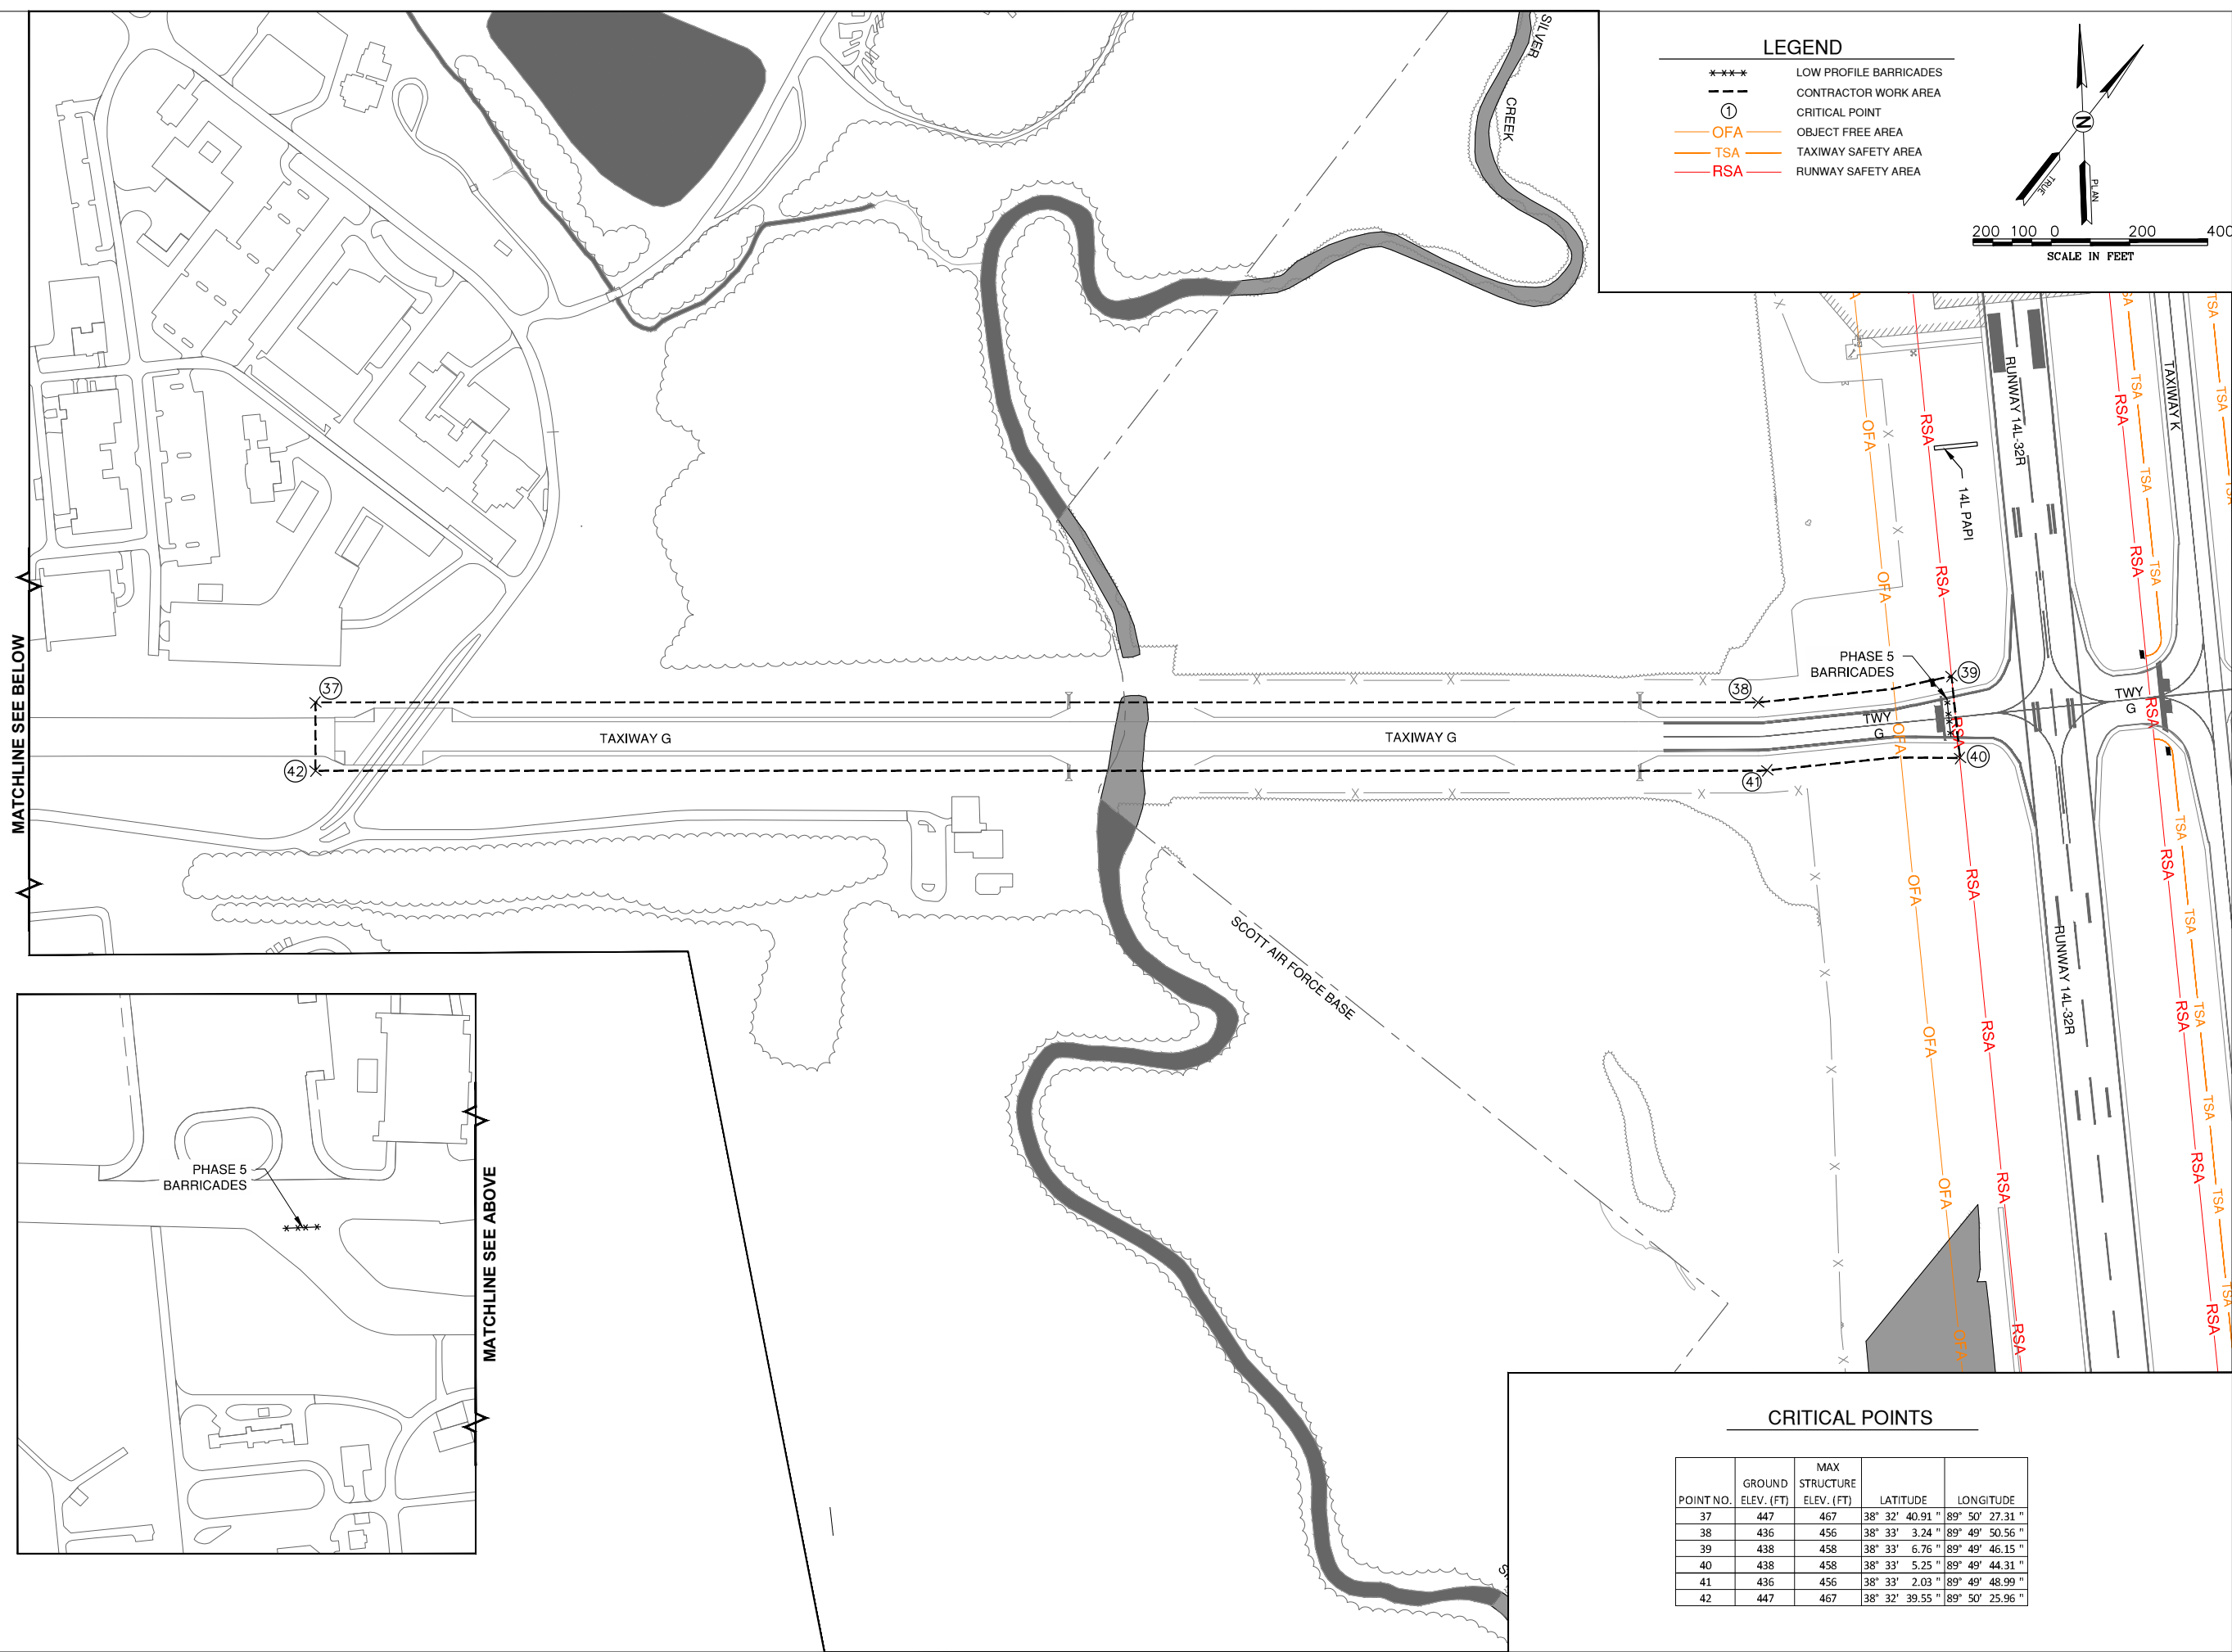 LEGEND
LOW PROFILE BARRICADES
CONTRACTOR WORK AREA
1 CRITICAL POINT
OFA OBJECT FREE AREA
TSA TAXIWAY SAFETY AREA
RSA RUNWAY SAFETY AREA
N
TRUE
PLAN
200 100 0 200 400
SCALE IN FEET
SILVER
CREEK
OFA
RSA
RUNWAY 14L-32R
RSA
TSA
TAXIWAY K
TSA
14L PAPI
MATCHLINE SEE BELOW
37
38
PHASE 5
BARRICADES
39
TAXIWAY G
TAXIWAY G
TWY
G
TWY
G
42
41
40
SCOTT AIR FORCE BASE
RUNWAY 14L-32R
OFA
RSA
RSA
TSA
PHASE 5
BARRICADES
MATCHLINE SEE ABOVE
CRITICAL POINTS
POINT NO. GROUND ELEV. (FT) MAX STRUCTURE ELEV. (FT) LATITUDE LONGITUDE
37 447 467 38° 32' 40.91 " 89° 50' 27.31 "
38 436 456 38° 33' 3.24 " 89° 49' 50.56 "
39 438 458 38° 33' 6.76 " 89° 49' 46.15 "
40 438 458 38° 33' 5.25 " 89° 49' 44.31 "
41 436 456 38° 33' 2.03 " 89° 49' 48.99 "
42 447 467 38° 32' 39.55 " 89° 50' 25.96 "